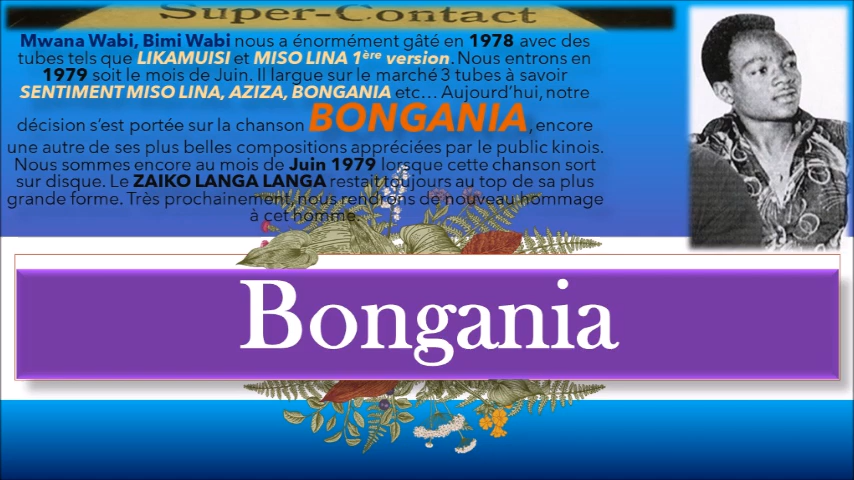 Super-Contact
Mwana Wabi, Bimi Wabi nous a énormément gâté en 1978 avec des
tubes tels que LIKAMUISI et MISO LINA 1ère version. Nous entrons en
1979 soit le mois de Juin. Il largue sur le marché 3 tubes à savoir
SENTIMENT MISO LINA, AZIZA, BONGANIA etc... Aujourd'hui, notre
décision s'est portée sur la chanson BONGANIA, encore
une autre de ses plus belles compositions appréciées par le public kinois.
Nous sommes encore au mois de Juin 1979 lorsque cette chanson sort
sur disque. Le ZAIKO LANGA LANGA restait toujours au top de sa plus
grande forme. Très prochainement, nous rendrons de nouveau hommage
à cet homme.
Bongania